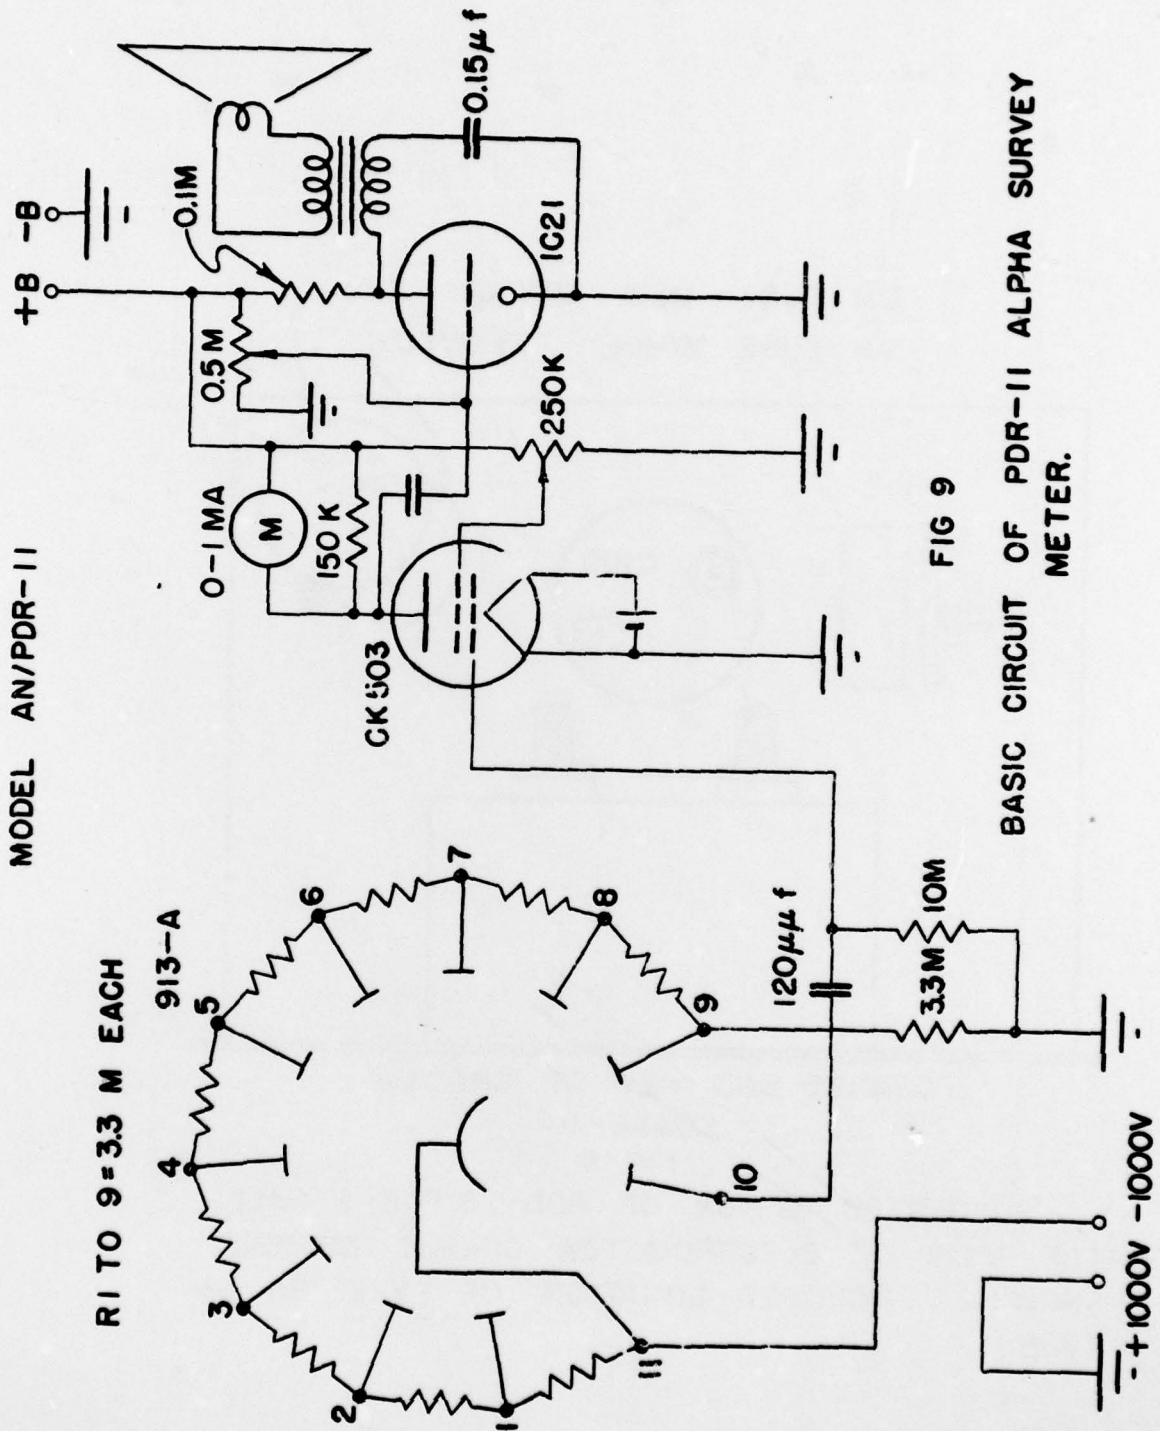 MODEL AN/PDR-11
R1 TO 9=3.3 M EACH
913-A
1
2
3
4
5
6
7
8
9
10
11
120μμf
3.3M
10M
+1000V
-1000V
CK503
0-1MA
M
150K
0.5M
250K
+B
-B
0.1M
1C21
0.15μf
FIG 9
BASIC CIRCUIT OF PDR-11 ALPHA SURVEY
METER.